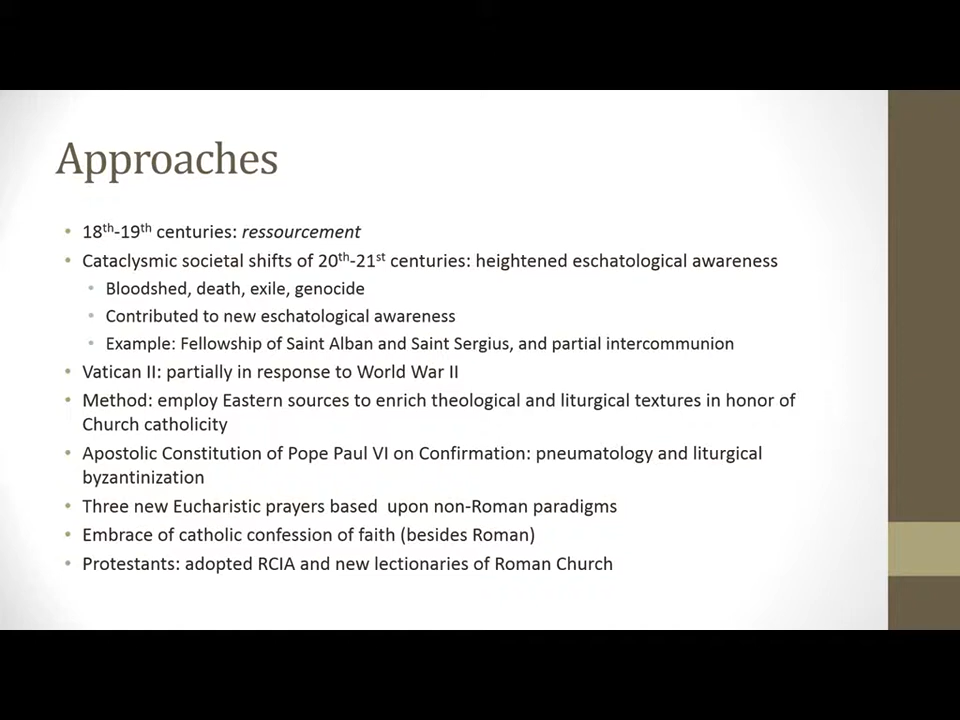 Approaches
• 18th-19th centuries: ressourcement
• Cataclysmic societal shifts of 20th-21st centuries: heightened eschatological awareness
• Bloodshed, death, exile, genocide
• Contributed to new eschatological awareness
• Example: Fellowship of Saint Alban and Saint Sergius, and partial intercommunion
• Vatican II: partially in response to World War II
• Method: employ Eastern sources to enrich theological and liturgical textures in honor of
Church catholicity
• Apostolic Constitution of Pope Paul VI on Confirmation: pneumatology and liturgical
byzantinization
• Three new Eucharistic prayers based  upon non-Roman paradigms
• Embrace of catholic confession of faith (besides Roman)
• Protestants: adopted RCIA and new lectionaries of Roman Church